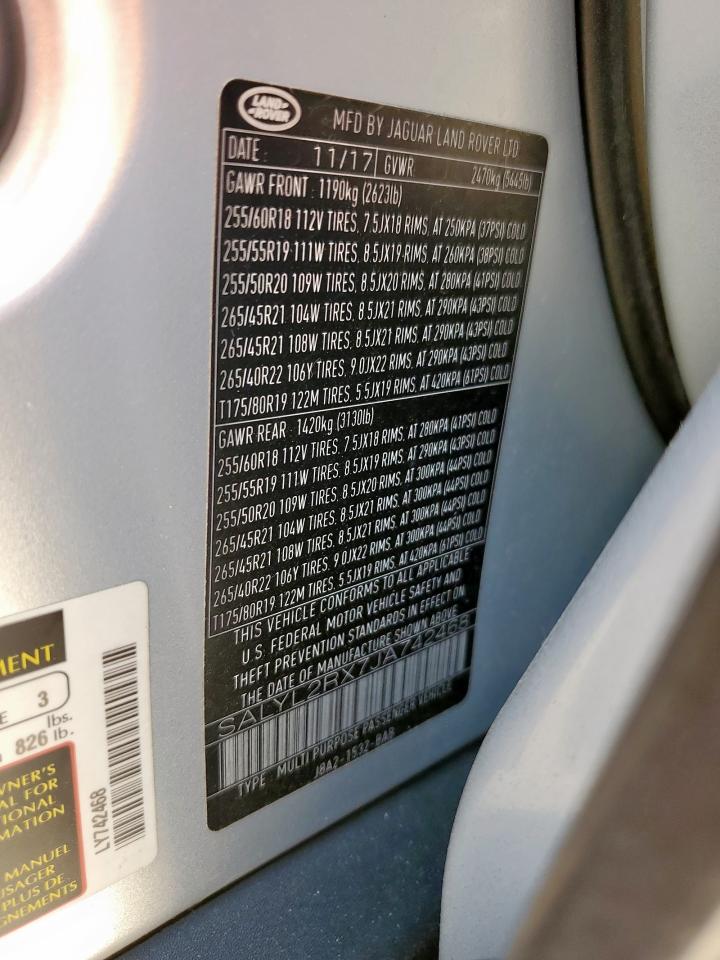 LAND
ROVER
MFD BY JAGUAR LAND ROVER LTD
DATE: 11/17 GVWR 2470kg (5445lb)
GAWR FRONT: 1190kg (2623lb)
255/60R18 112V TIRES, 7.5JX18 RIMS, AT 250KPA (37PSI) COLD
255/55R19 111W TIRES, 8.5JX19 RIMS, AT 260KPA (38PSI) COLD
255/50R20 109W TIRES, 8.5JX20 RIMS, AT 280KPA (41PSI) COLD
265/45R21 104W TIRES, 8.5JX21 RIMS, AT 290KPA (43PSI) COLD
265/45R21 108W TIRES, 8.5JX21 RIMS, AT 290KPA (43PSI) COLD
265/40R22 106Y TIRES, 9.0JX22 RIMS, AT 290KPA (43PSI) COLD
T175/80R19 122M TIRES, 5.5JX19 RIMS, AT 420KPA (61PSI) COLD
GAWR REAR: 1420kg (3130lb)
255/60R18 112V TIRES, 7.5JX18 RIMS, AT 280KPA (41PSI) COLD
255/55R19 111W TIRES, 8.5JX19 RIMS, AT 290KPA (43PSI) COLD
255/50R20 109W TIRES, 8.5JX20 RIMS, AT 300KPA (44PSI) COLD
265/45R21 104W TIRES, 8.5JX21 RIMS, AT 300KPA (44PSI) COLD
265/45R21 108W TIRES, 8.5JX21 RIMS, AT 300KPA (44PSI) COLD
265/40R22 106Y TIRES, 9.0JX22 RIMS, AT 300KPA (44PSI) COLD
T175/80R19 122M TIRES, 5.5JX19 RIMS, AT 420KPA (61PSI) COLD
THIS VEHICLE CONFORMS TO ALL APPLICABLE
U.S. FEDERAL MOTOR VEHICLE SAFETY AND
THEFT PREVENTION STANDARDS IN EFFECT ON
THE DATE OF MANUFACTURE SHOWN ABOVE
SALYL2RX7JA742468
TYPE: MULTI PURPOSE PASSENGER VEHICLE
J8A2-1532-BAB
MENT
E 3
lbs.
826 lb.
WNER'S
AL FOR
TIONAL
MATION
MANUEL
USAGER
PLUS DE
GNEMENTS
LY742468